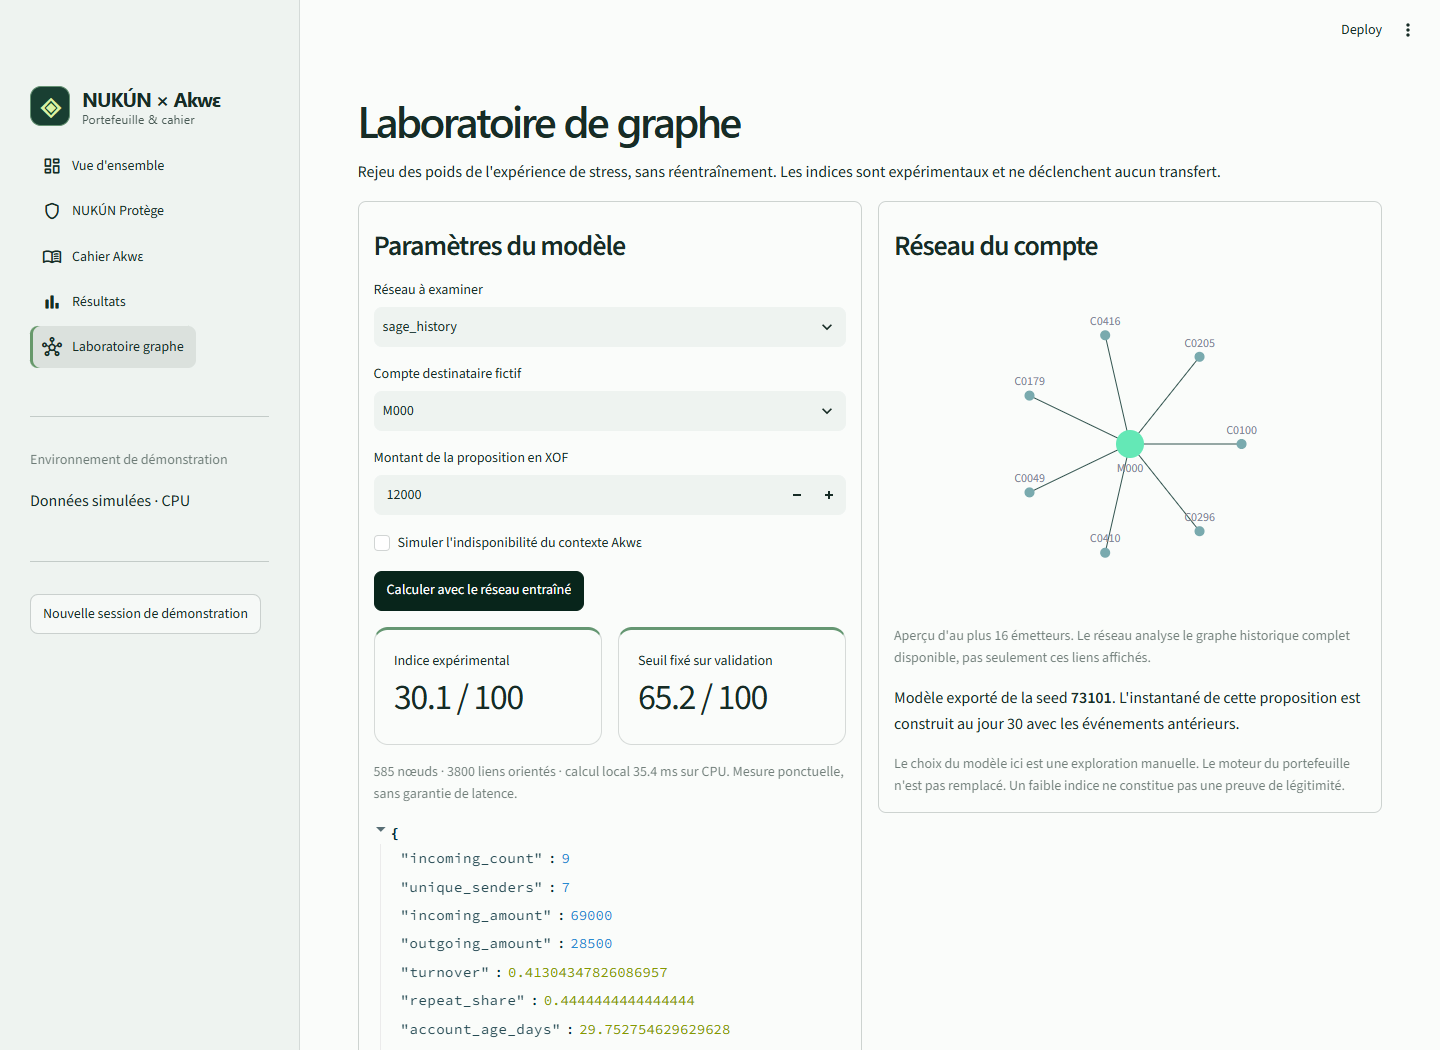 Deploy
NUKÚN × Akwɛ
Portefeuille & cahier
Vue d'ensemble
NUKÚN Protège
Cahier Akwɛ
Résultats
Laboratoire graphe
Environnement de démonstration
Données simulées · CPU
Nouvelle session de démonstration
Laboratoire de graphe
Rejeu des poids de l'expérience de stress, sans réentraînement. Les indices sont expérimentaux et ne déclenchent aucun transfert.
Paramètres du modèle
Réseau à examiner
sage_history
Compte destinataire fictif
M000
Montant de la proposition en XOF
12000
Simuler l'indisponibilité du contexte Akwɛ
Calculer avec le réseau entraîné
Indice expérimental
30.1 / 100
Seuil fixé sur validation
65.2 / 100
585 nœuds · 3800 liens orientés · calcul local 35.4 ms sur CPU. Mesure ponctuelle,
sans garantie de latence.
{
"incoming_count" : 9
"unique_senders" : 7
"incoming_amount" : 69000
"outgoing_amount" : 28500
"turnover" : 0.41304347826086957
"repeat_share" : 0.4444444444444444
"account_age_days" : 29.752754629629628
Réseau du compte
C0416
C0205
C0179
C0100
M000
C0049
C0296
C0410
Aperçu d'au plus 16 émetteurs. Le réseau analyse le graphe historique complet
disponible, pas seulement ces liens affichés.
Modèle exporté de la seed 73101. L'instantané de cette proposition est
construit au jour 30 avec les événements antérieurs.
Le choix du modèle ici est une exploration manuelle. Le moteur du portefeuille
n'est pas remplacé. Un faible indice ne constitue pas une preuve de légitimité.